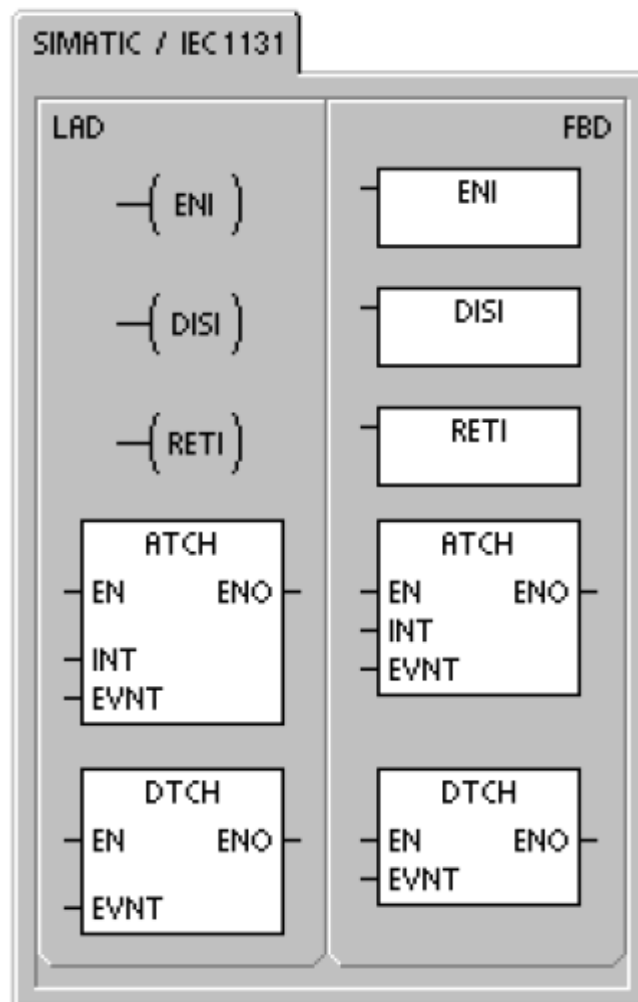 SIMATIC / IEC1131
LAD
ENI
DISI
RETI
ATCH
EN ENO
INT
EVNT
DTCH
EN ENO
EVNT
FBD
ENI
DISI
RETI
ATCH
EN ENO
INT
EVNT
DTCH
EN ENO
EVNT